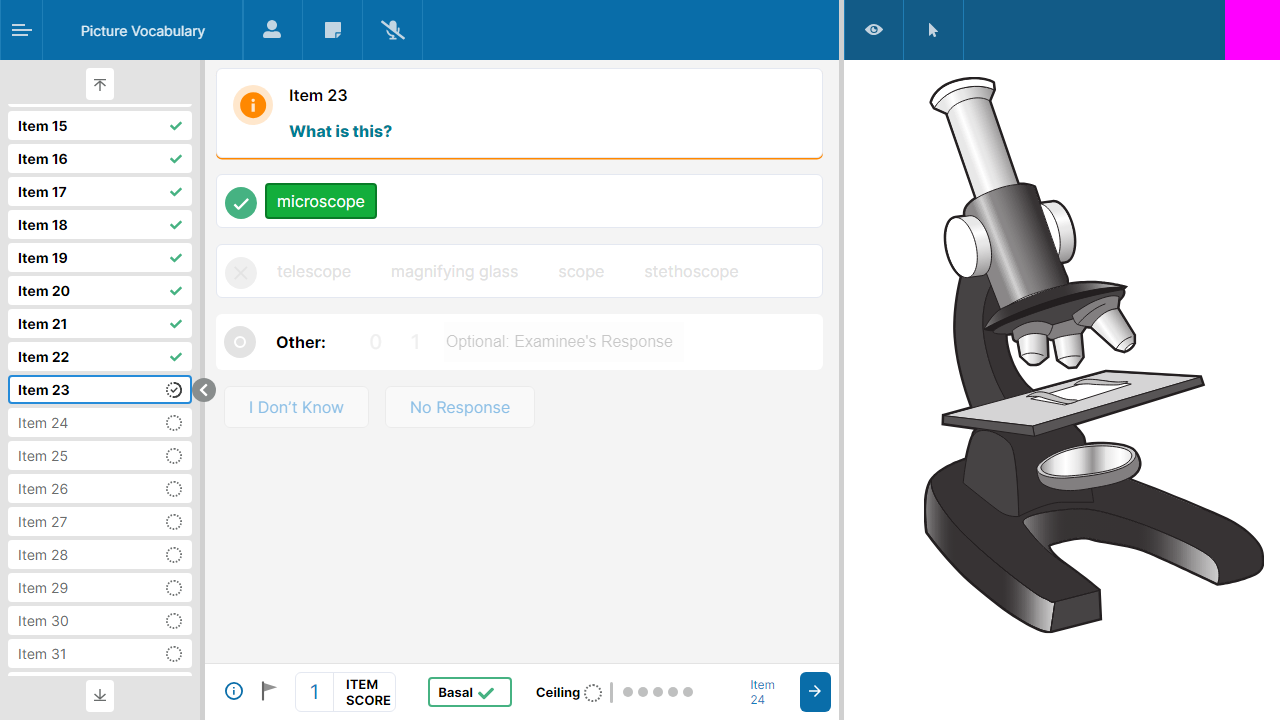 Picture Vocabulary
Item 15
Item 16
Item 17
Item 18
Item 19
Item 20
Item 21
Item 22
Item 23
Item 24
Item 25
Item 26
Item 27
Item 28
Item 29
Item 30
Item 31
Item 23
What is this?
microscope
telescope magnifying glass scope stethoscope
Other: 0 1 Optional: Examinee's Response
I Don't Know No Response
1 ITEM SCORE
Basal
Ceiling
Item 24